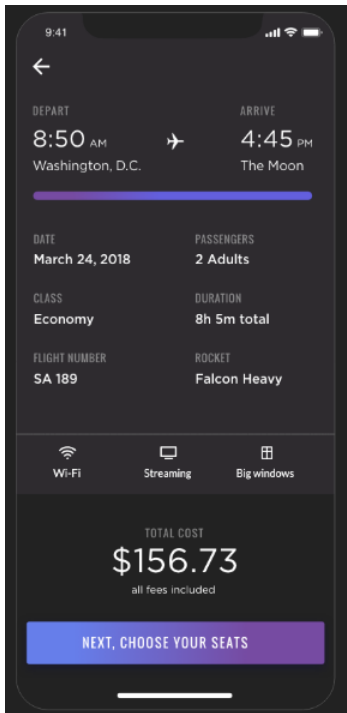 9:41
DEPART ARRIVE
8:50 AM 4:45 PM
Washington, D.C. The Moon
DATE PASSENGERS
March 24, 2018 2 Adults
CLASS DURATION
Economy 8h 5m total
FLIGHT NUMBER ROCKET
SA 189 Falcon Heavy
Wi-Fi Streaming Big windows
TOTAL COST
$156.73
all fees included
NEXT, CHOOSE YOUR SEATS